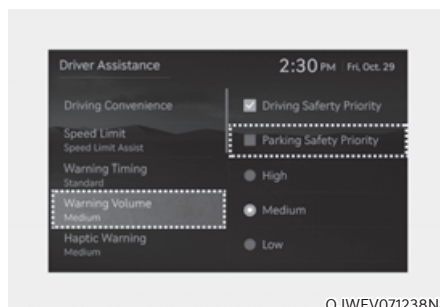 Driver Assistance
2:30 PM Fri, Oct. 29
Driving Convenience
Speed Limit
Speed Limit Assist
Warning Timing
Standard
Warning Volume
Medium
Haptic Warning
Medium
Driving Saferty Priority
Parking Safety Priority
High
Medium
Low
OJWEV071238N